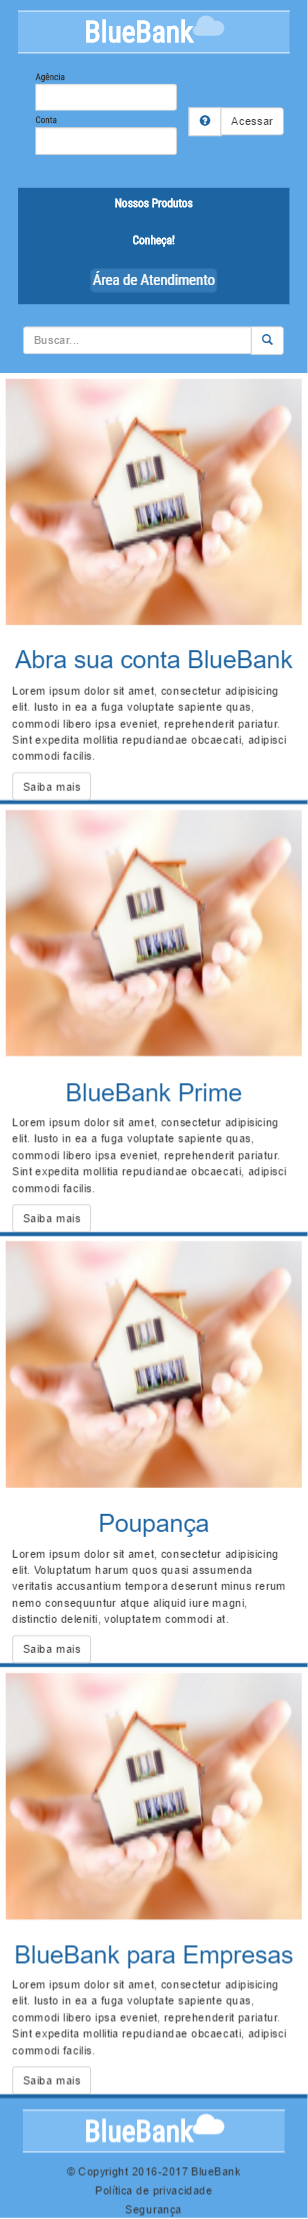 BlueBank
Agência
Conta
Acessar
Nossos Produtos
Conheça!
Área de Atendimento
Buscar...
Abra sua conta BlueBank
Lorem ipsum dolor sit amet, consectetur adipisicing
elit. Iusto in ea a fuga voluptate sapiente quas,
commodi libero ipsa eveniet, reprehenderit pariatur.
Sint expedita mollitia repudiandae obcaecati, adipisci
commodi facilis.
Saiba mais
BlueBank Prime
Lorem ipsum dolor sit amet, consectetur adipisicing
elit. Iusto in ea a fuga voluptate sapiente quas,
commodi libero ipsa eveniet, reprehenderit pariatur.
Sint expedita mollitia repudiandae obcaecati, adipisci
commodi facilis.
Saiba mais
Poupança
Lorem ipsum dolor sit amet, consectetur adipisicing
elit. Voluptatum harum quos quasi assumenda
veritatis accusantium tempora deserunt minus rerum
nemo consequuntur atque aliquid iure magni,
distinctio deleniti, voluptatem commodi at.
Saiba mais
BlueBank para Empresas
Lorem ipsum dolor sit amet, consectetur adipisicing
elit. Iusto in ea a fuga voluptate sapiente quas,
commodi libero ipsa eveniet, reprehenderit pariatur.
Sint expedita mollitia repudiandae obcaecati, adipisci
commodi facilis.
Saiba mais
BlueBank
© Copyright 2016-2017 BlueBank
Política de privacidade
Segurança